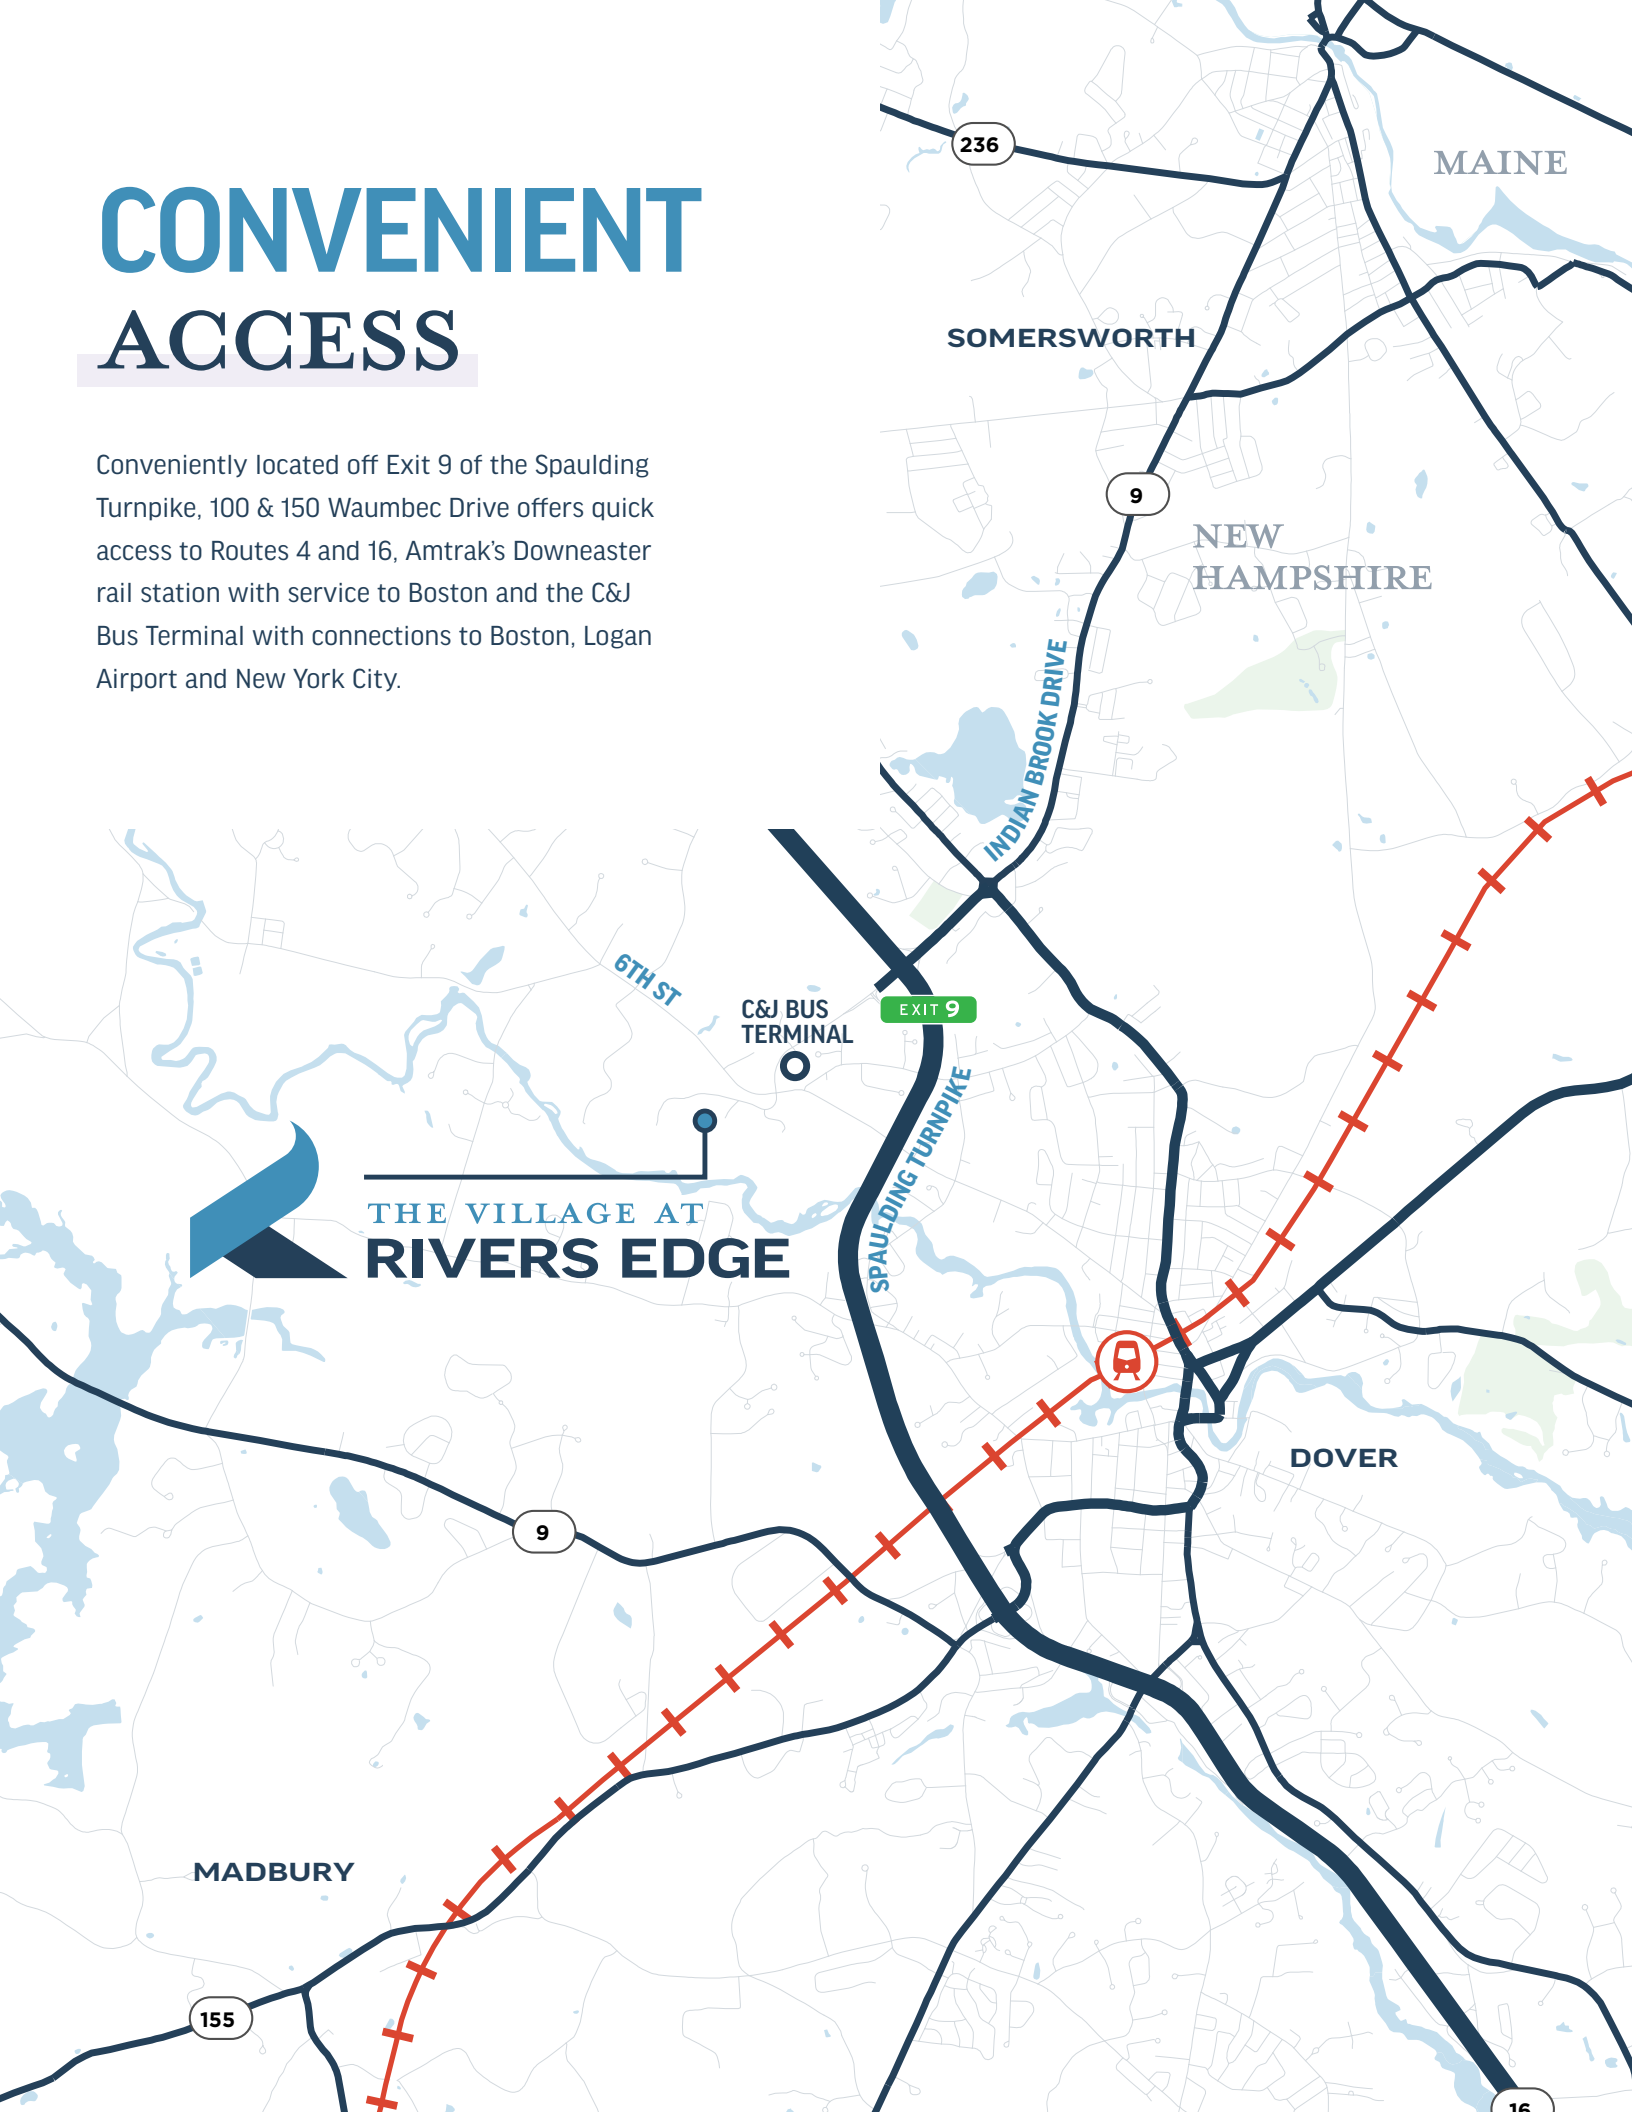 CONVENIENT
ACCESS
Conveniently located off Exit 9 of the Spaulding
Turnpike, 100 & 150 Waumbec Drive offers quick
access to Routes 4 and 16, Amtrak’s Downeaster
rail station with service to Boston and the C&J
Bus Terminal with connections to Boston, Logan
Airport and New York City.
236
MAINE
SOMERSWORTH
9
NEW
HAMPSHIRE
INDIAN BROOK DRIVE
6TH ST
C&J BUS
TERMINAL
EXIT 9
SPAULDING TURNPIKE
THE VILLAGE AT
RIVERS EDGE
DOVER
9
MADBURY
155
16